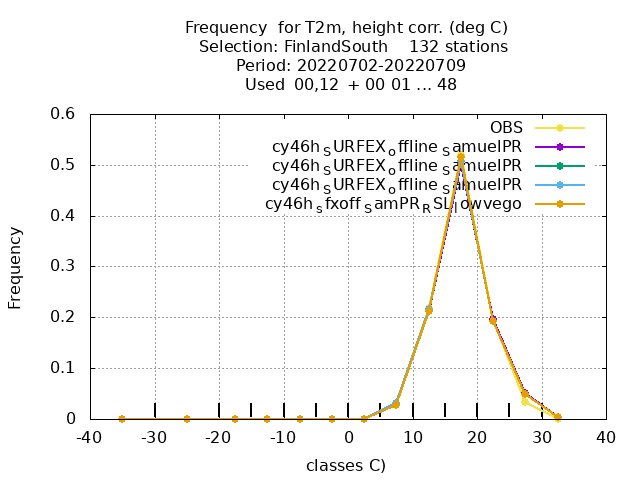 Frequency  for T2m, height corr. (deg C)
Selection: FinlandSouth    132 stations
Period: 20220702-20220709
Used  00,12  + 00 01 ... 48
0.6
0.5
0.4
0.3
0.2
0.1
0
Frequency
OBS
cy46h_SURFEX_offline_SamuelPR
cy46h_SURFEX_offline_SamuelPR
cy46h_SURFEX_offline_SamuelPR
cy46h_sfxoff_SamPR_RSL_lowvego
-40 -30 -20 -10 0 10 20 30 40
classes C)